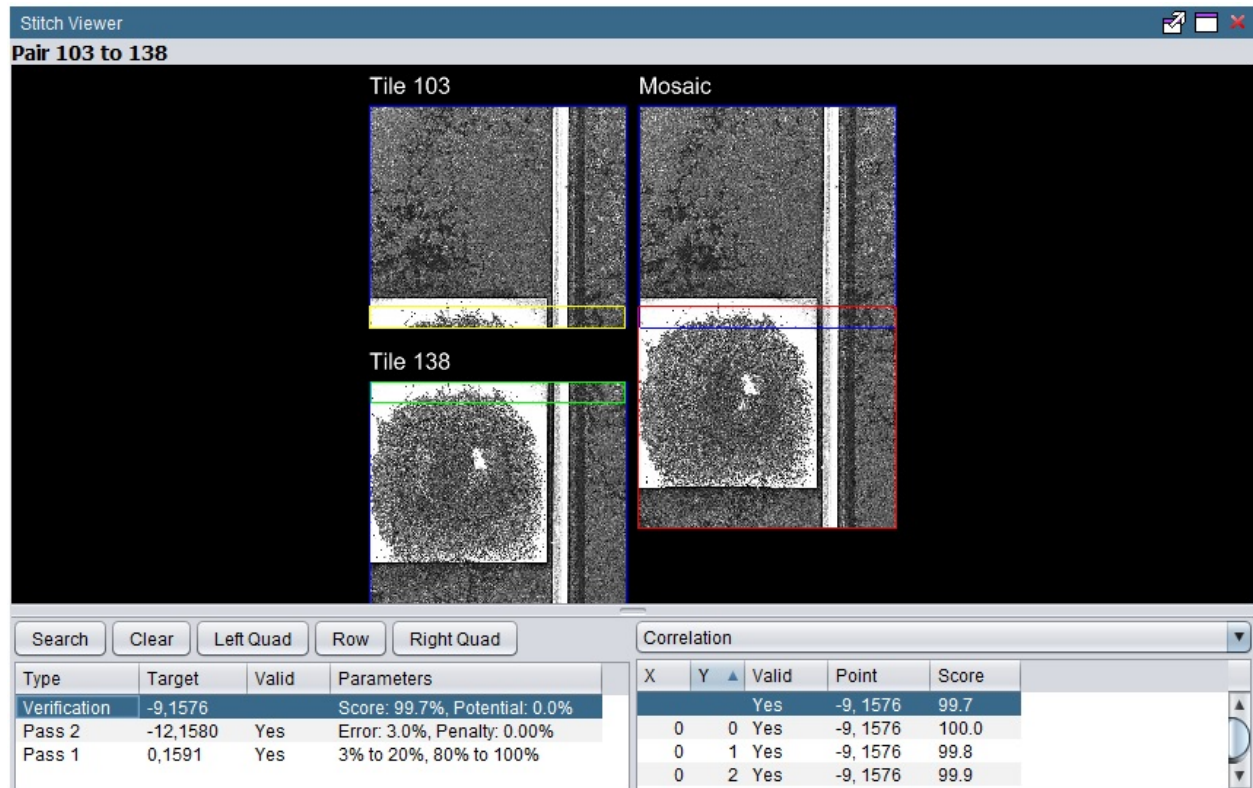 Stitch Viewer
Pair 103 to 138
Tile 103 Mosaic
Tile 138
Search Clear Left Quad Row Right Quad Correlation
Type Target Valid Parameters
Verification -9,1576 Score: 99.7%, Potential: 0.0%
Pass 2 -12,1580 Yes Error: 3.0%, Penalty: 0.00%
Pass 1 0,1591 Yes 3% to 20%, 80% to 100%
X Y Valid Point Score
Yes -9, 1576 99.7
0 0 Yes -9, 1576 100.0
0 1 Yes -9, 1576 99.8
0 2 Yes -9, 1576 99.9